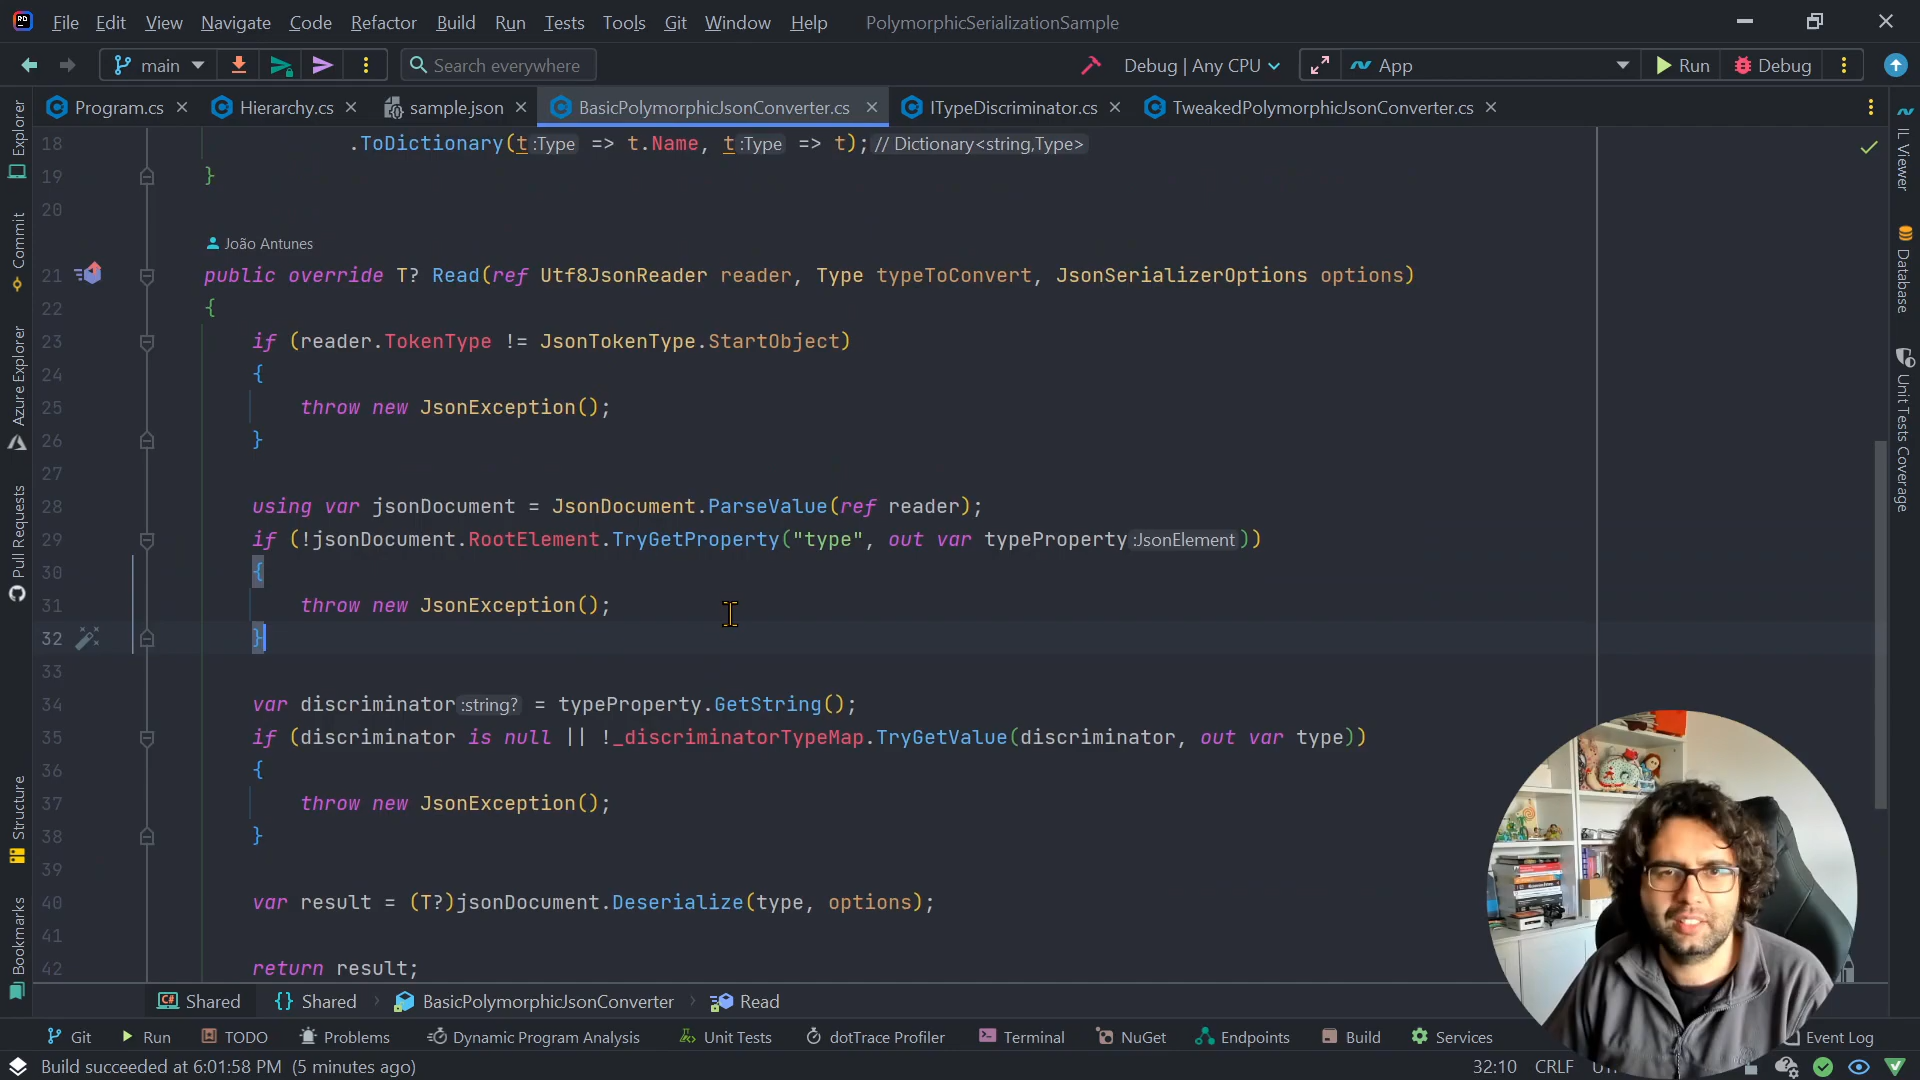 File Edit View Navigate Code Refactor Build Run Tests Tools Git Window Help PolymorphicSerializationSample
main Search everywhere Debug | Any CPU App Run Debug
Program.cs Hierarchy.cs sample.json BasicPolymorphicJsonConverter.cs ITypeDiscriminator.cs TweakedPolymorphicJsonConverter.cs
Explorer
Commit
Azure Explorer
Pull Requests
Structure
Bookmarks
18 .ToDictionary(t:Type => t.Name, t:Type => t); // Dictionary<string,Type>
19 }
20
João Antunes
21 public override T? Read(ref Utf8JsonReader reader, Type typeToConvert, JsonSerializerOptions options)
22 {
23 if (reader.TokenType != JsonTokenType.StartObject)
24 {
25 throw new JsonException();
26 }
27
28 using var jsonDocument = JsonDocument.ParseValue(ref reader);
29 if (!jsonDocument.RootElement.TryGetProperty("type", out var typeProperty:JsonElement))
30 {
31 throw new JsonException();
32 }
33
34 var discriminator:string? = typeProperty.GetString();
35 if (discriminator is null || !_discriminatorTypeMap.TryGetValue(discriminator, out var type))
36 {
37 throw new JsonException();
38 }
39
40 var result = (T?)jsonDocument.Deserialize(type, options);
41
42 return result;
IL Viewer
Database
Unit Tests Coverage
Shared Shared BasicPolymorphicJsonConverter Read
Git Run TODO Problems Dynamic Program Analysis Unit Tests dotTrace Profiler Terminal NuGet Endpoints Build Services Event Log
Build succeeded at 6:01:58 PM (5 minutes ago) 32:10 CRLF